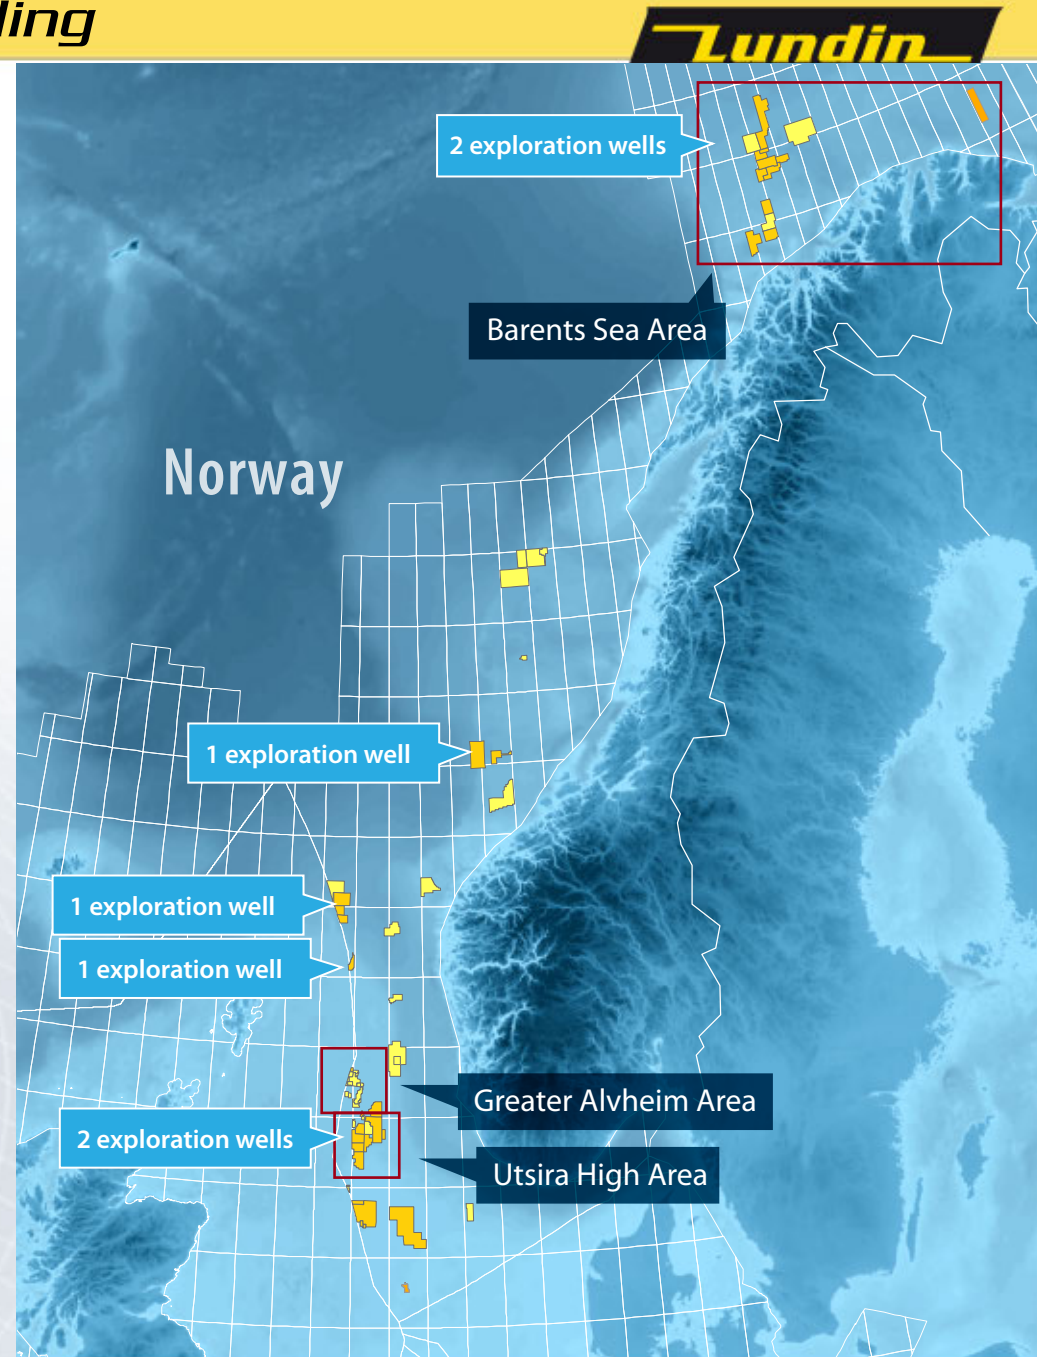 Lundin
2 exploration wells
Barents Sea Area
Norway
1 exploration well
1 exploration well
1 exploration well
Greater Alvheim Area
2 exploration wells
Utsira High Area